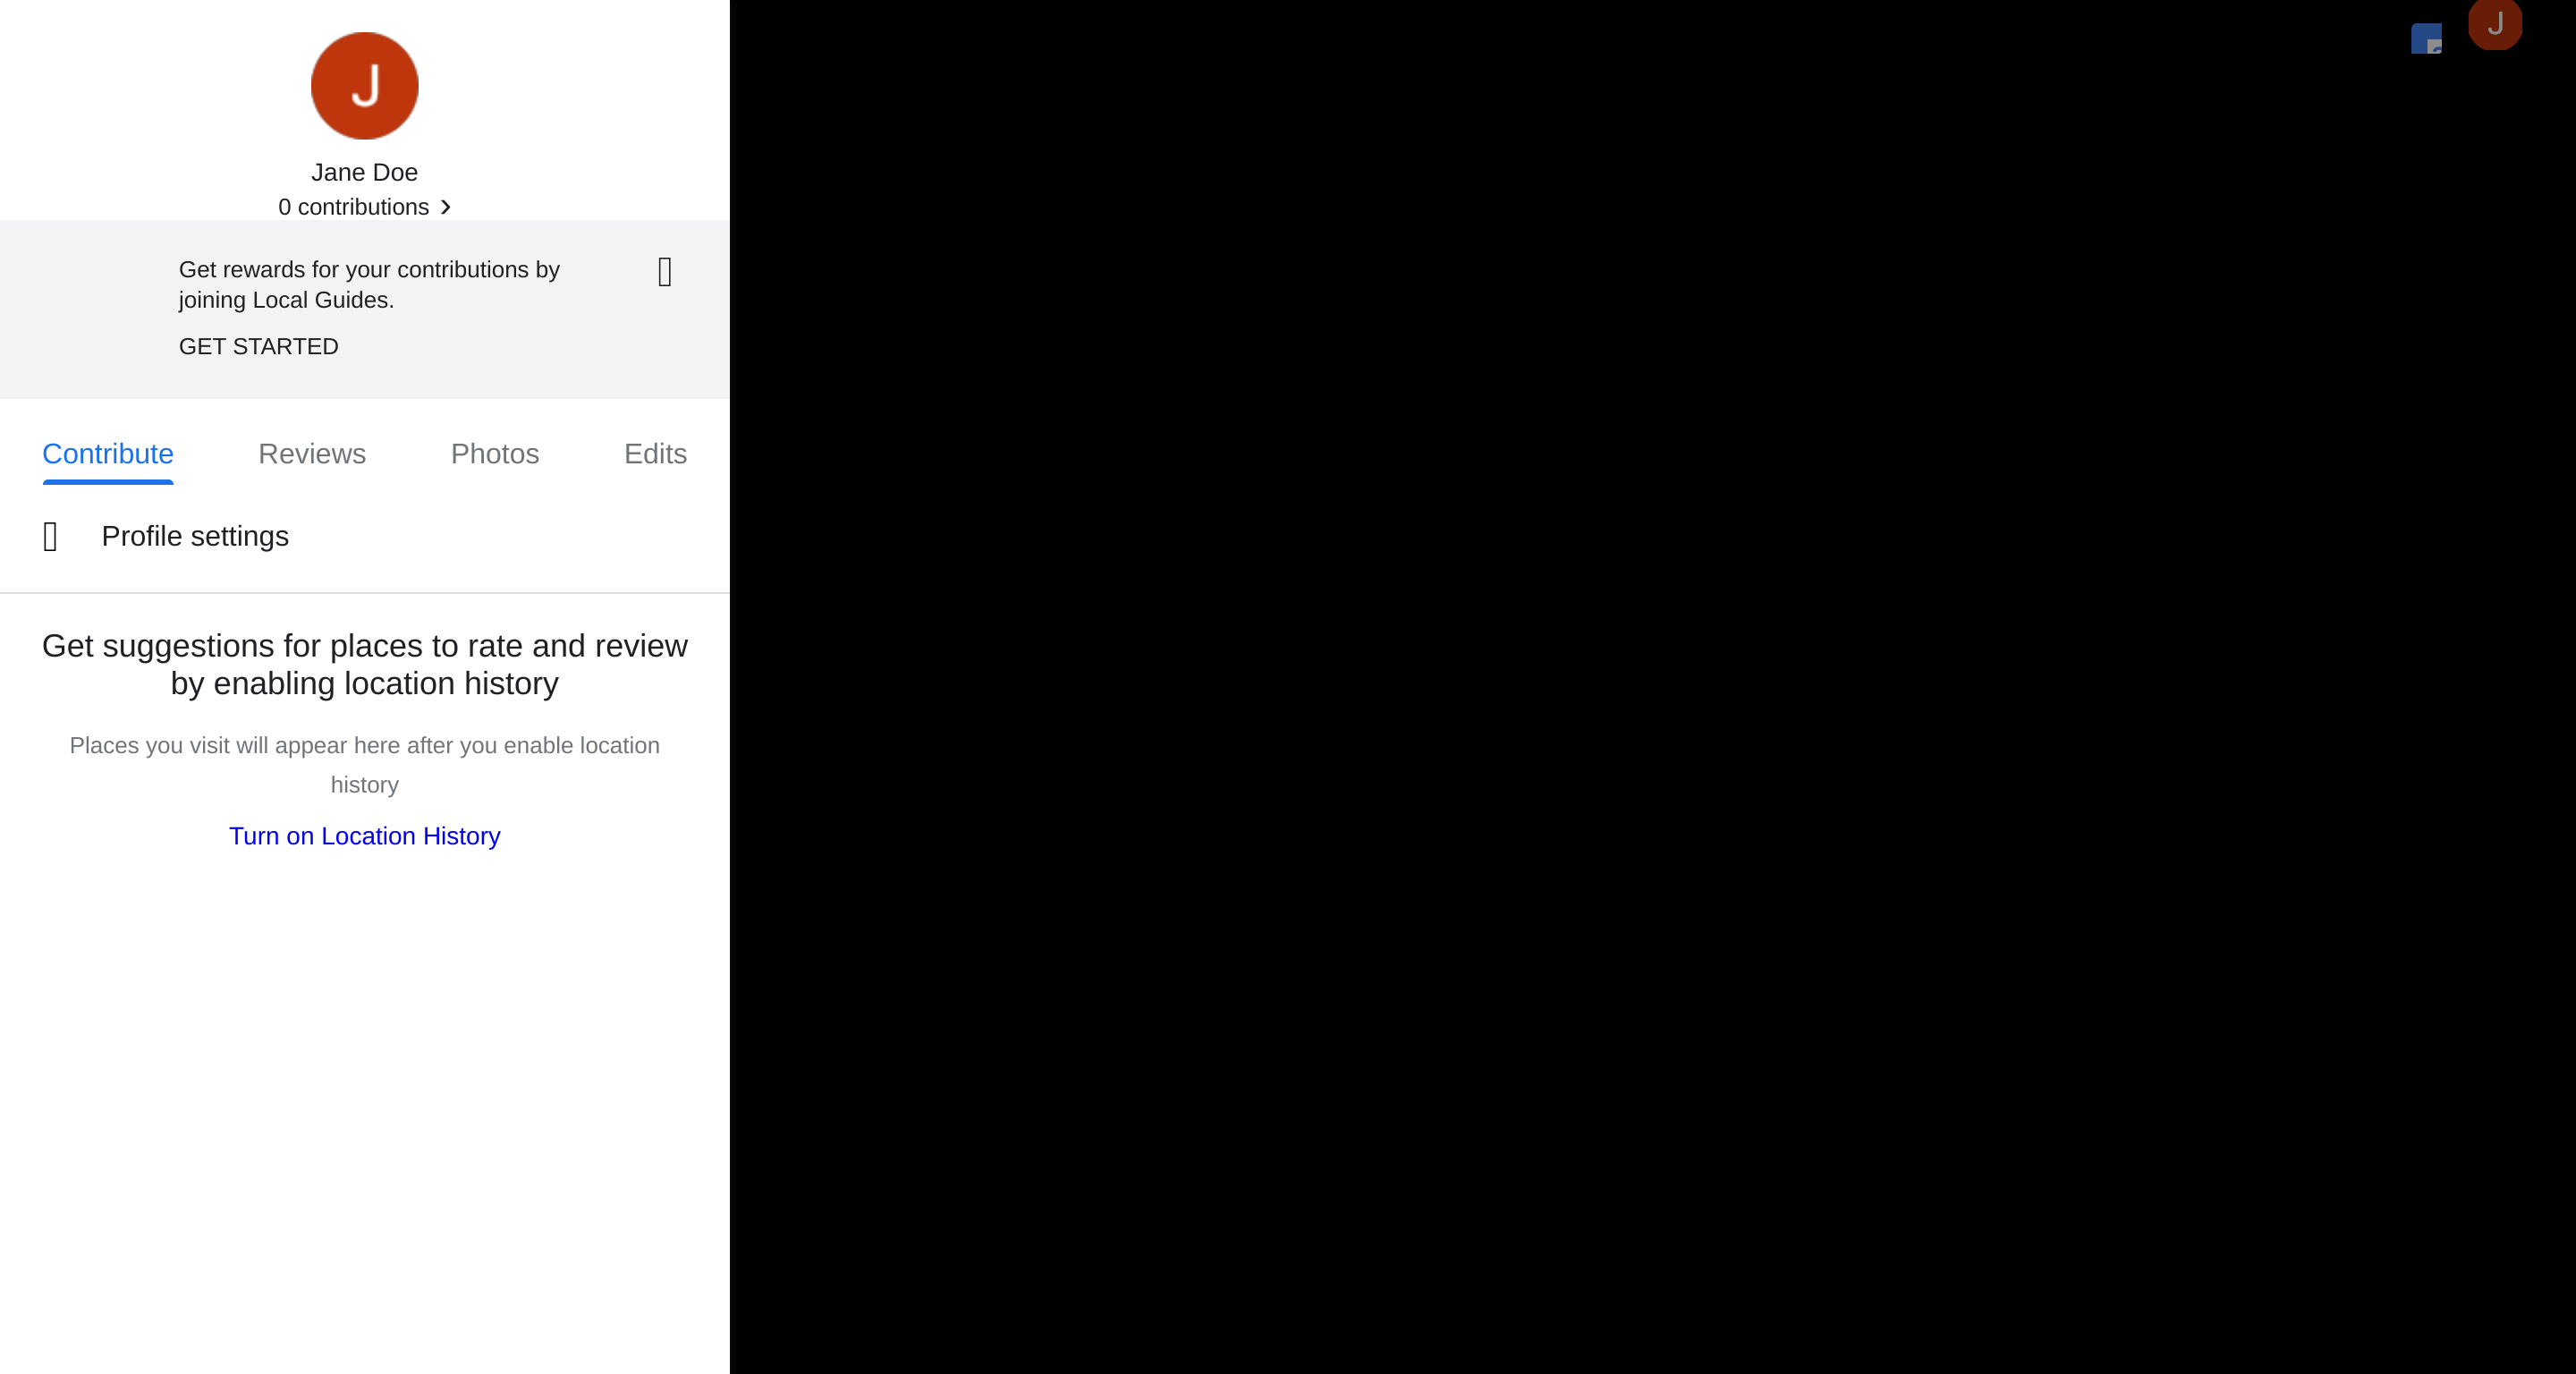 J
Jane Doe
0 contributions
Get rewards for your contributions by
joining Local Guides.
GET STARTED
Contribute Reviews Photos Edits
Profile settings
Get suggestions for places to rate and review
by enabling location history
Places you visit will appear here after you enable location
history
Turn on Location History
J